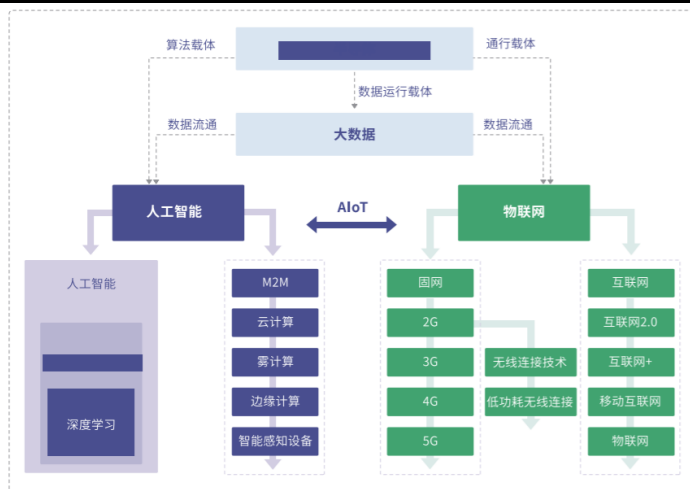 算法载体
通行载体
数据运行载体
数据流通
大数据
数据流通
人工智能
AIoT
物联网
人工智能
深度学习
M2M
云计算
雾计算
边缘计算
智能感知设备
固网
2G
3G
4G
5G
无线连接技术
低功耗无线连接
互联网
互联网2.0
互联网+
移动互联网
物联网